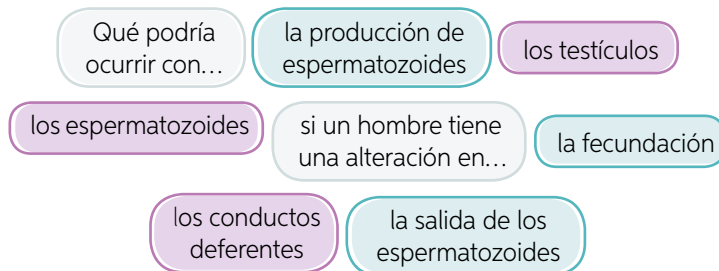 Qué podría
ocurrir con...
la producción de
espermatozoides
los testículos
los espermatozoides
si un hombre tiene
una alteración en...
la fecundación
los conductos
deferentes
la salida de los
espermatozoides